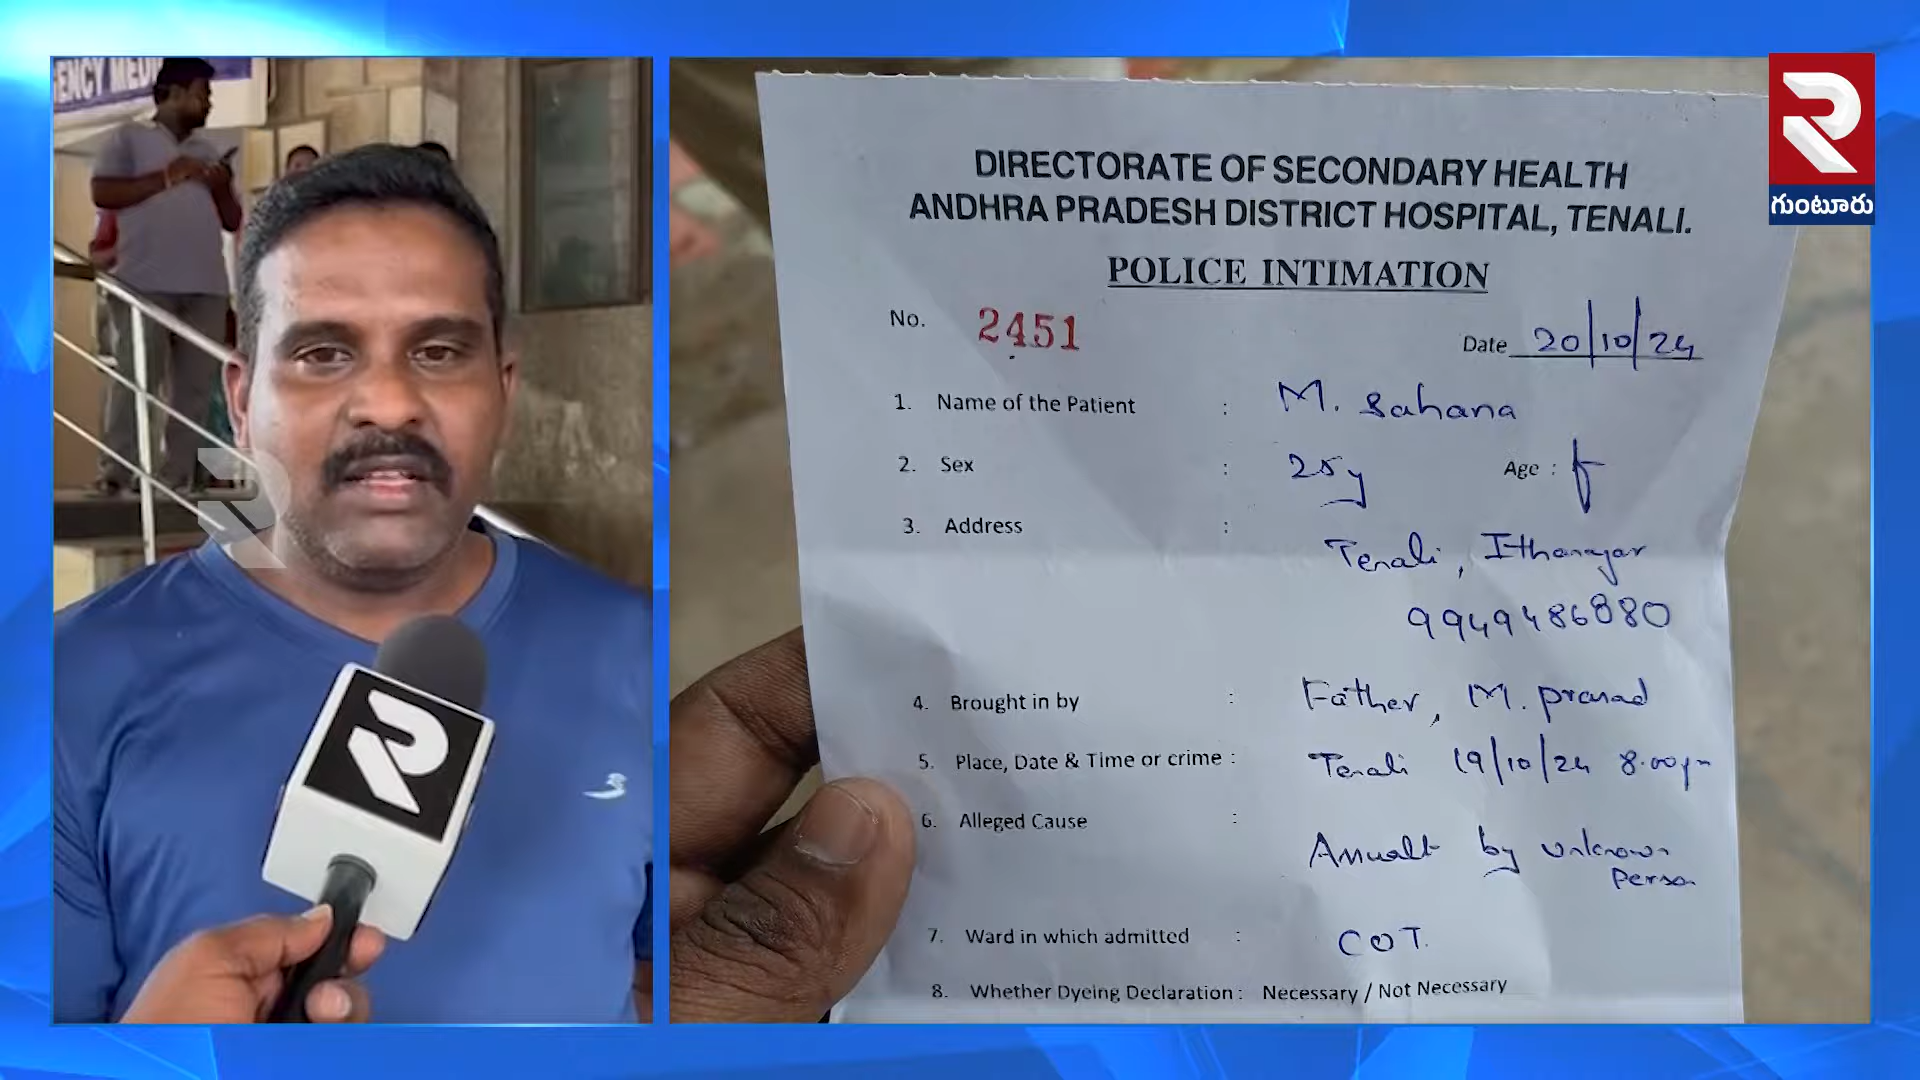 GENCY MEDI
గుంటూరు
DIRECTORATE OF SECONDARY HEALTH
ANDHRA PRADESH DISTRICT HOSPITAL, TENALI.
POLICE INTIMATION
No. 2451
Date 20/10/24
1. Name of the Patient : M. Sahana
2. Sex : 25y Age : f
3. Address : Tenali, Ithanagar
9949486880
4. Brought in by : Father, M. prasad
5. Place, Date & Time or crime : Tenali 19/10/24 8.00pm
6. Alleged Cause : Assualt by unknown
person
7. Ward in which admitted : COT.
8. Whether Dyeing Declaration : Necessary / Not Necessary